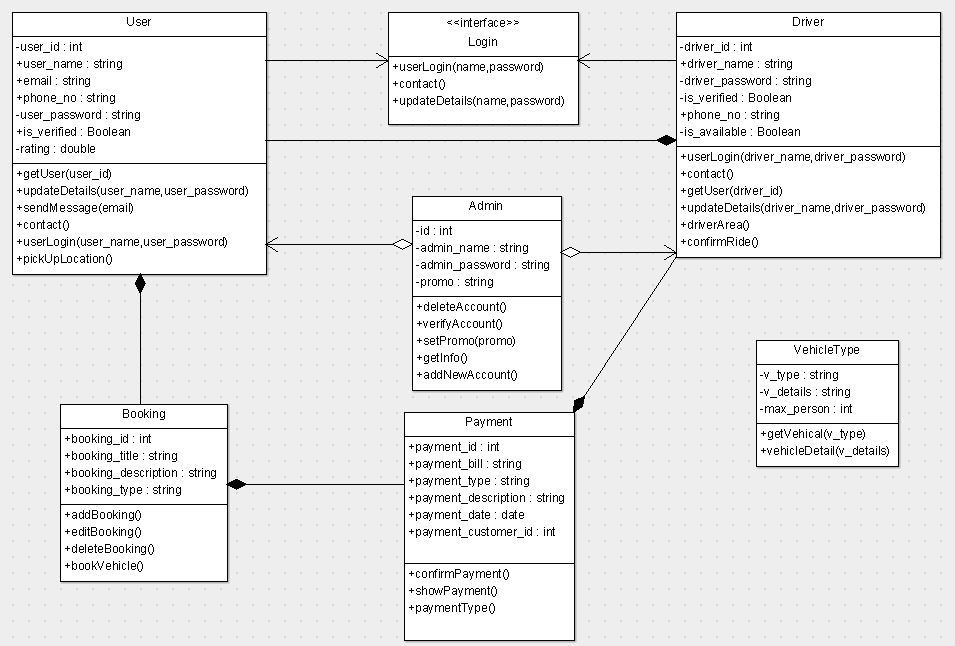 User
-user_id : int
+user_name : string
+email : string
+phone_no : string
-user_password : string
+is_verified : Boolean
-rating : double
+getUser(user_id)
+updateDetails(user_name,user_password)
+sendMessage(email)
+contact()
+userLogin(user_name,user_password)
+pickUpLocation()
<<interface>>
Login
+userLogin(name,password)
+contact()
+updateDetails(name,password)
Driver
-driver_id : int
+driver_name : string
-driver_password : string
-is_verified : Boolean
+phone_no : string
-is_available : Boolean
+userLogin(driver_name,driver_password)
+contact()
+getUser(driver_id)
+updateDetails(driver_name,driver_password)
+driverArea()
+confirmRide()
Admin
-id : int
-admin_name : string
-admin_password : string
-promo : string
+deleteAccount()
+verifyAccount()
+setPromo(promo)
+getInfo()
+addNewAccount()
VehicleType
-v_type : string
-v_details : string
-max_person : int
+getVehical(v_type)
+vehicleDetail(v_details)
Booking
+booking_id : int
+booking_title : string
+booking_description : string
+booking_type : string
+addBooking()
+editBooking()
+deleteBooking()
+bookVehicle()
Payment
+payment_id : int
+payment_bill : string
+payment_type : string
+payment_description : string
+payment_date : date
+payment_customer_id : int
+confirmPayment()
+showPayment()
+paymentType()